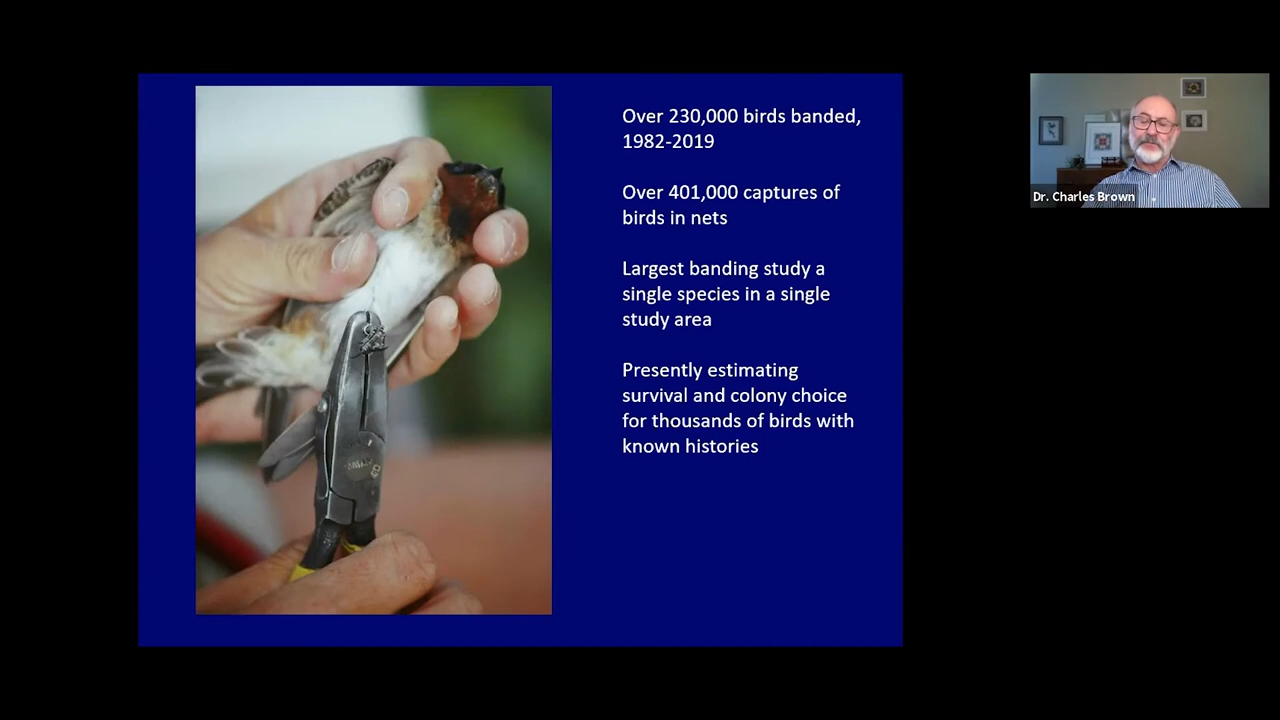 Over 230,000 birds banded,
1982-2019
Over 401,000 captures of
birds in nets
Largest banding study a
single species in a single
study area
Presently estimating
survival and colony choice
for thousands of birds with
known histories
Dr. Charles Brown